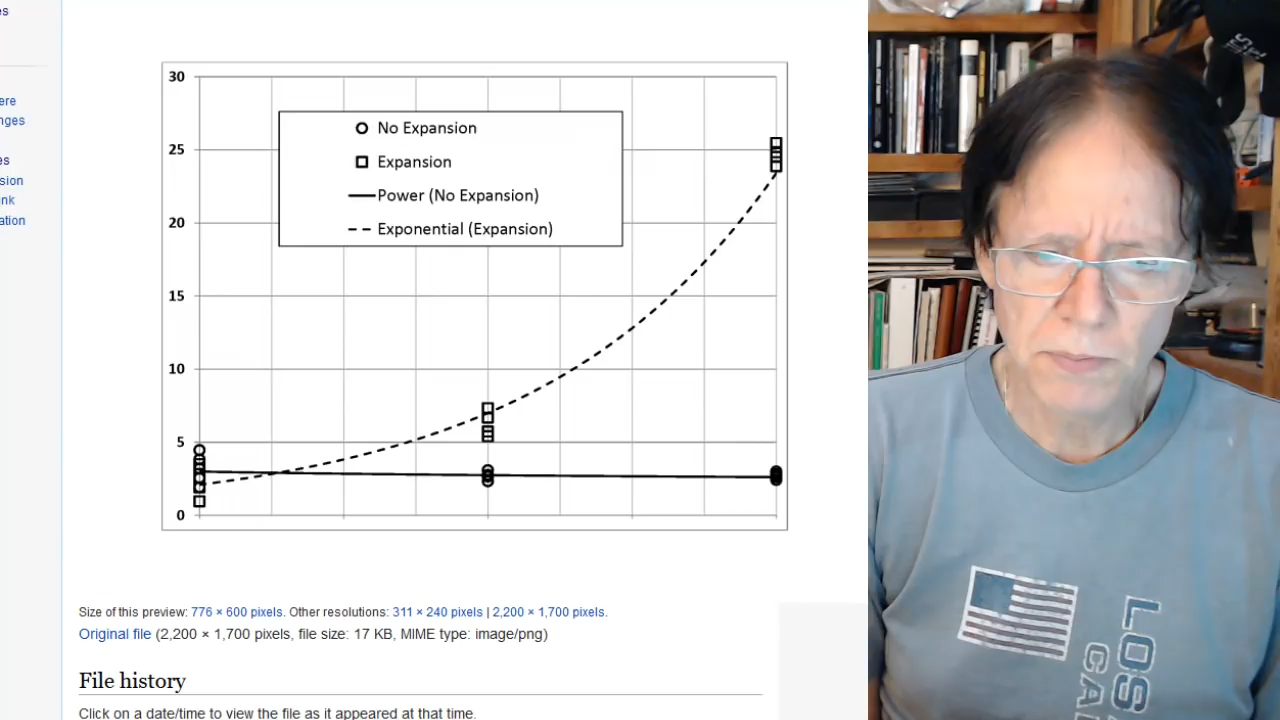 es
ere
nges
es
sion
nk
ation
30
25
20
15
10
5
0
No Expansion
Expansion
Power (No Expansion)
Exponential (Expansion)
Size of this preview: 776 × 600 pixels. Other resolutions: 311 × 240 pixels | 2,200 × 1,700 pixels.
Original file (2,200 × 1,700 pixels, file size: 17 KB, MIME type: image/png)
File history
Click on a date/time to view the file as it appeared at that time.
LOS
CA